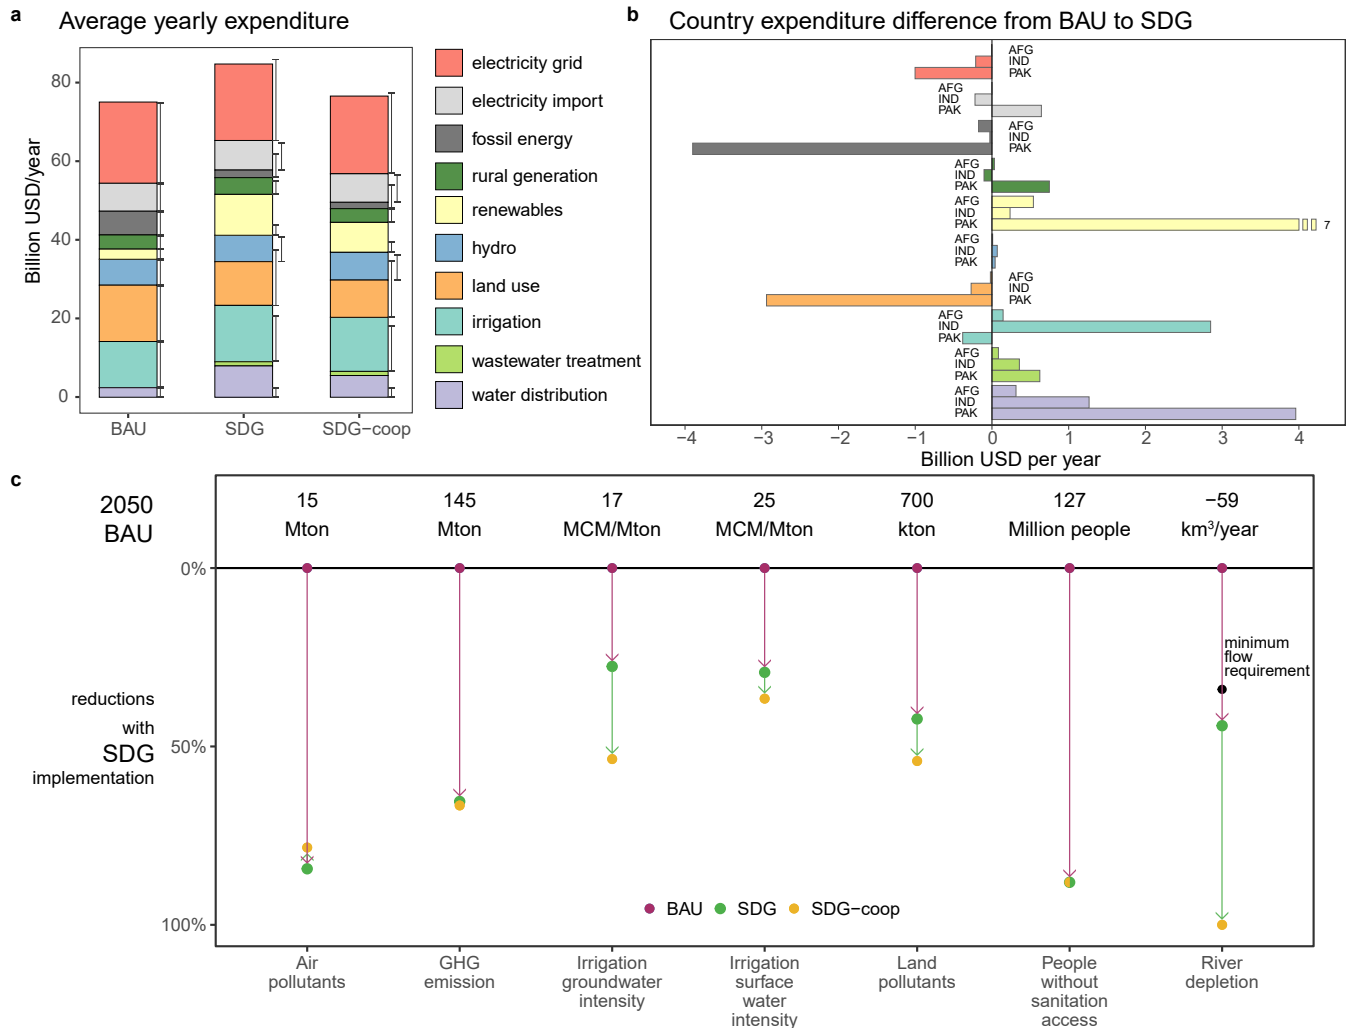 a
Average yearly expenditure
Billion USD/year
80
60
40
20
0
BAU
SDG
SDG−coop
electricity grid
electricity import
fossil energy
rural generation
renewables
hydro
land use
irrigation
wastewater treatment
water distribution
b
Country expenditure difference from BAU to SDG
AFG
IND
PAK
AFG
IND
PAK
AFG
IND
PAK
AFG
IND
PAK
AFG
IND
PAK
7
AFG
IND
PAK
AFG
IND
PAK
AFG
IND
PAK
AFG
IND
PAK
AFG
IND
PAK
−4
−3
−2
−1
0
1
2
3
4
Billion USD per year
c
2050
BAU
15
Mton
145
Mton
17
MCM/Mton
25
MCM/Mton
700
kton
127
Million people
−59
km³/year
0%
50%
100%
reductions
with
SDG
implementation
minimum
flow
requirement
BAU
SDG
SDG−coop
Air
pollutants
GHG
emission
Irrigation
groundwater
intensity
Irrigation
surface
water
intensity
Land
pollutants
People
without
sanitation
access
River
depletion